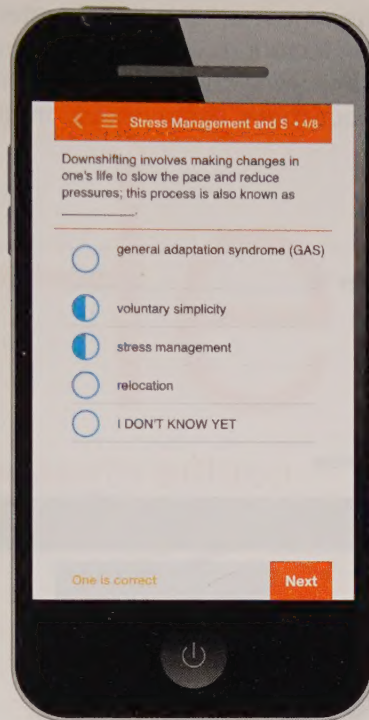 Stress Management and S • 4/8
Downshifting involves making changes in
one's life to slow the pace and reduce
pressures; this process is also known as
__________.
general adaptation syndrome (GAS)
voluntary simplicity
stress management
relocation
I DON'T KNOW YET
One is correct
Next